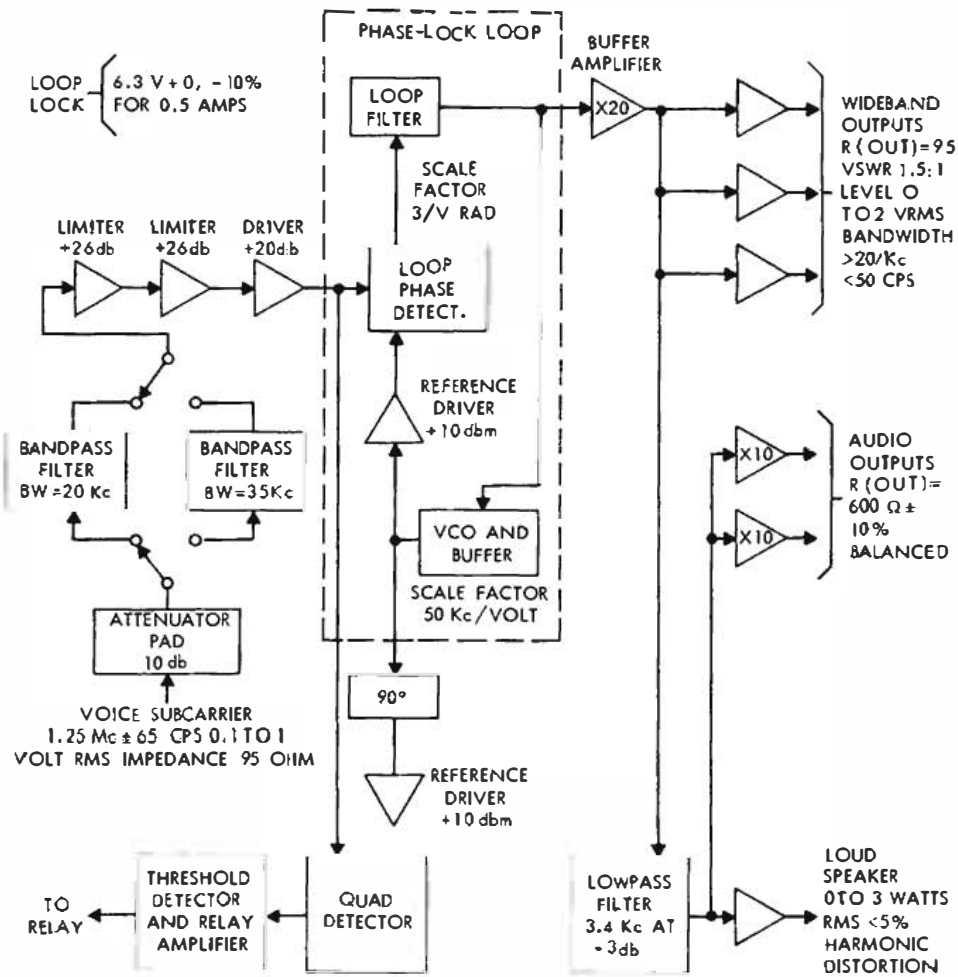 PHASE-LOCK LOOP
LOOP
LOCK
6.3 V + 0, - 10%
FOR 0.5 AMPS
BUFFER
AMPLIFIER
X20
LOOP
FILTER
SCALE
FACTOR
3/V RAD
WIDEBAND
OUTPUTS
R (OUT)= 95
VSWR 1.5:1
LEVEL 0
TO2 VRMS
BANDWIDTH
>20/Kc
<50 CPS
LIMITER
+26db
LIMITER
+26db
DRIVER
+20db
LOOP
PHASE
DETECT.
REFERENCE
DRIVER
+ 10 dbm
BANDPASS
FILTER
BW =20 Kc
BANDPASS
FILTER
BW =35Kc
VCO AND
BUFFER
SCALE FACTOR
50 Kc/VOLT
X10
X10
AUDIO
OUTPUTS
R (OUT)=
600 Ω ±
10%
BALANCED
ATTENUATOR
PAD
10 db
VOICE SUBCARRIER
1.25 Mc ± 65 CPS 0.1 TO 1
VOLT RMS IMPEDANCE 95 OHM
90°
REFERENCE
DRIVER
+10 dbm
TO
RELAY
THRESHOLD
DETECTOR
AND RELAY
AMPLIFIER
QUAD
DETECTOR
LOWPASS
FILTER
3.4 Kc AT
- 3db
LOUD
SPEAKER
0 TO 3 WATTS
RMS <5%
HARMONIC
DISTORTION